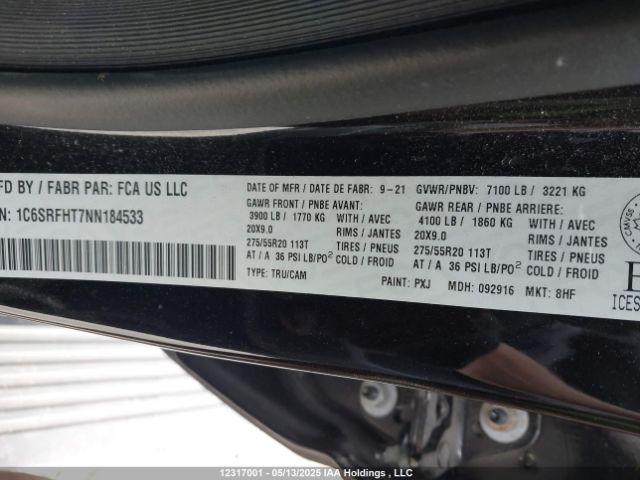 FD BY / FABR PAR: FCA US LLC
N: 1C6SRFHT7NN184533
DATE OF MFR / DATE DE FABR: 9-21 GVWR/PNBV: 7100 LB / 3221 KG
GAWR FRONT / PNBE AVANT: GAWR REAR / PNBE ARRIERE:
3900 LB / 1770 KG WITH / AVEC 4100 LB / 1860 KG WITH / AVEC
20X9.0 RIMS / JANTES 20X9.0 RIMS / JANTES
275/55R20 113T TIRES / PNEUS 275/55R20 113T TIRES / PNEUS
AT / A 36 PSI LB/PO² COLD / FROID AT / A 36 PSI LB/PO² COLD / FROID
TYPE: TRU/CAM PAINT: PXJ MDH: 092916 MKT: 8HF
CMVSS
ICES
12317001 - 05/13/2025 IAA Holdings , LLC